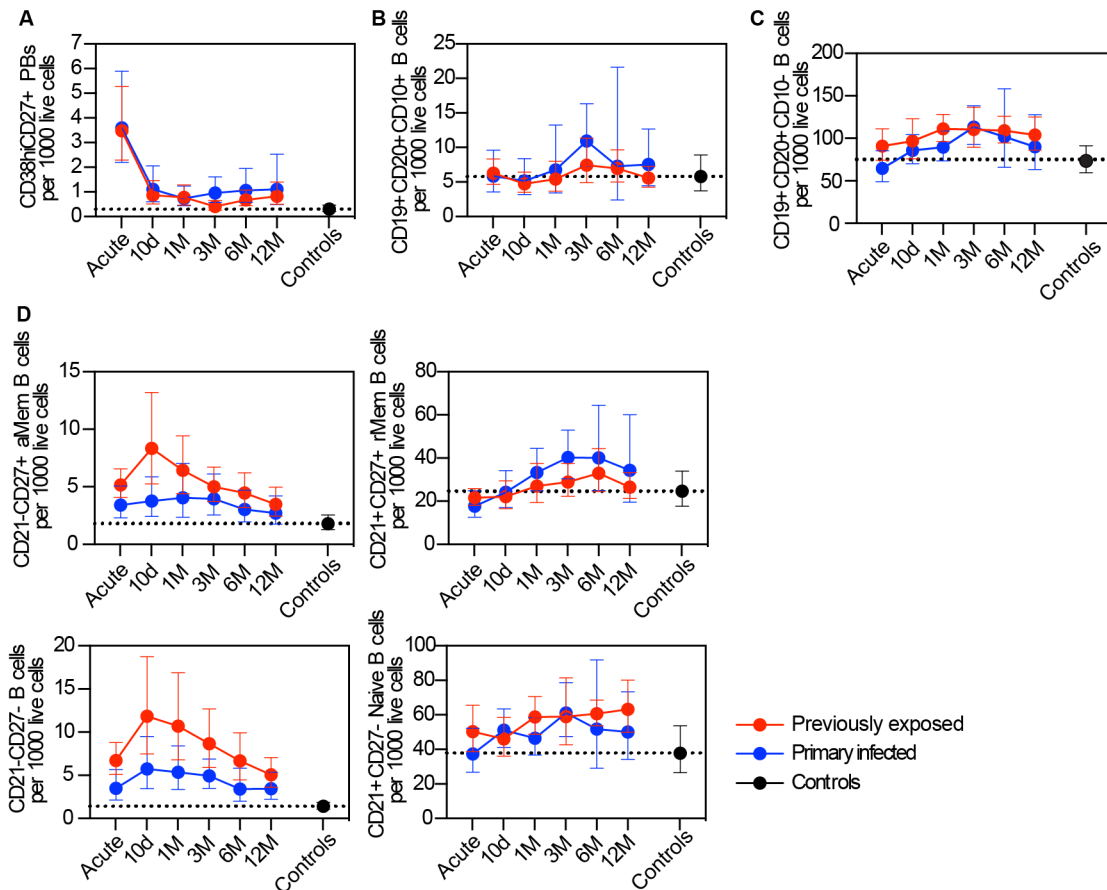 A
CD38hiCD27+ PBs
per 1000 live cells
7
6
5
4
3
2
1
0
Acute
10d
1M
3M
6M
12M
Controls
B
CD19+CD20+CD10+ B cells
per 1000 live cells
25
20
15
10
5
0
Acute
10d
1M
3M
6M
12M
Controls
C
CD19+CD20+CD10- B cells
per 1000 live cells
200
150
100
50
0
Acute
10d
1M
3M
6M
12M
Controls
D
CD21-CD27+ aMem B cells
per 1000 live cells
15
10
5
0
Acute
10d
1M
3M
6M
12M
Controls
CD21+CD27+ rMem B cells
per 1000 live cells
80
60
40
20
0
Acute
10d
1M
3M
6M
12M
Controls
CD21-CD27- B cells
per 1000 live cells
20
15
10
5
0
Acute
10d
1M
3M
6M
12M
Controls
CD21+CD27- Naive B cells
per 1000 live cells
100
80
60
40
20
0
Acute
10d
1M
3M
6M
12M
Controls
Previously exposed
Primary infected
Controls